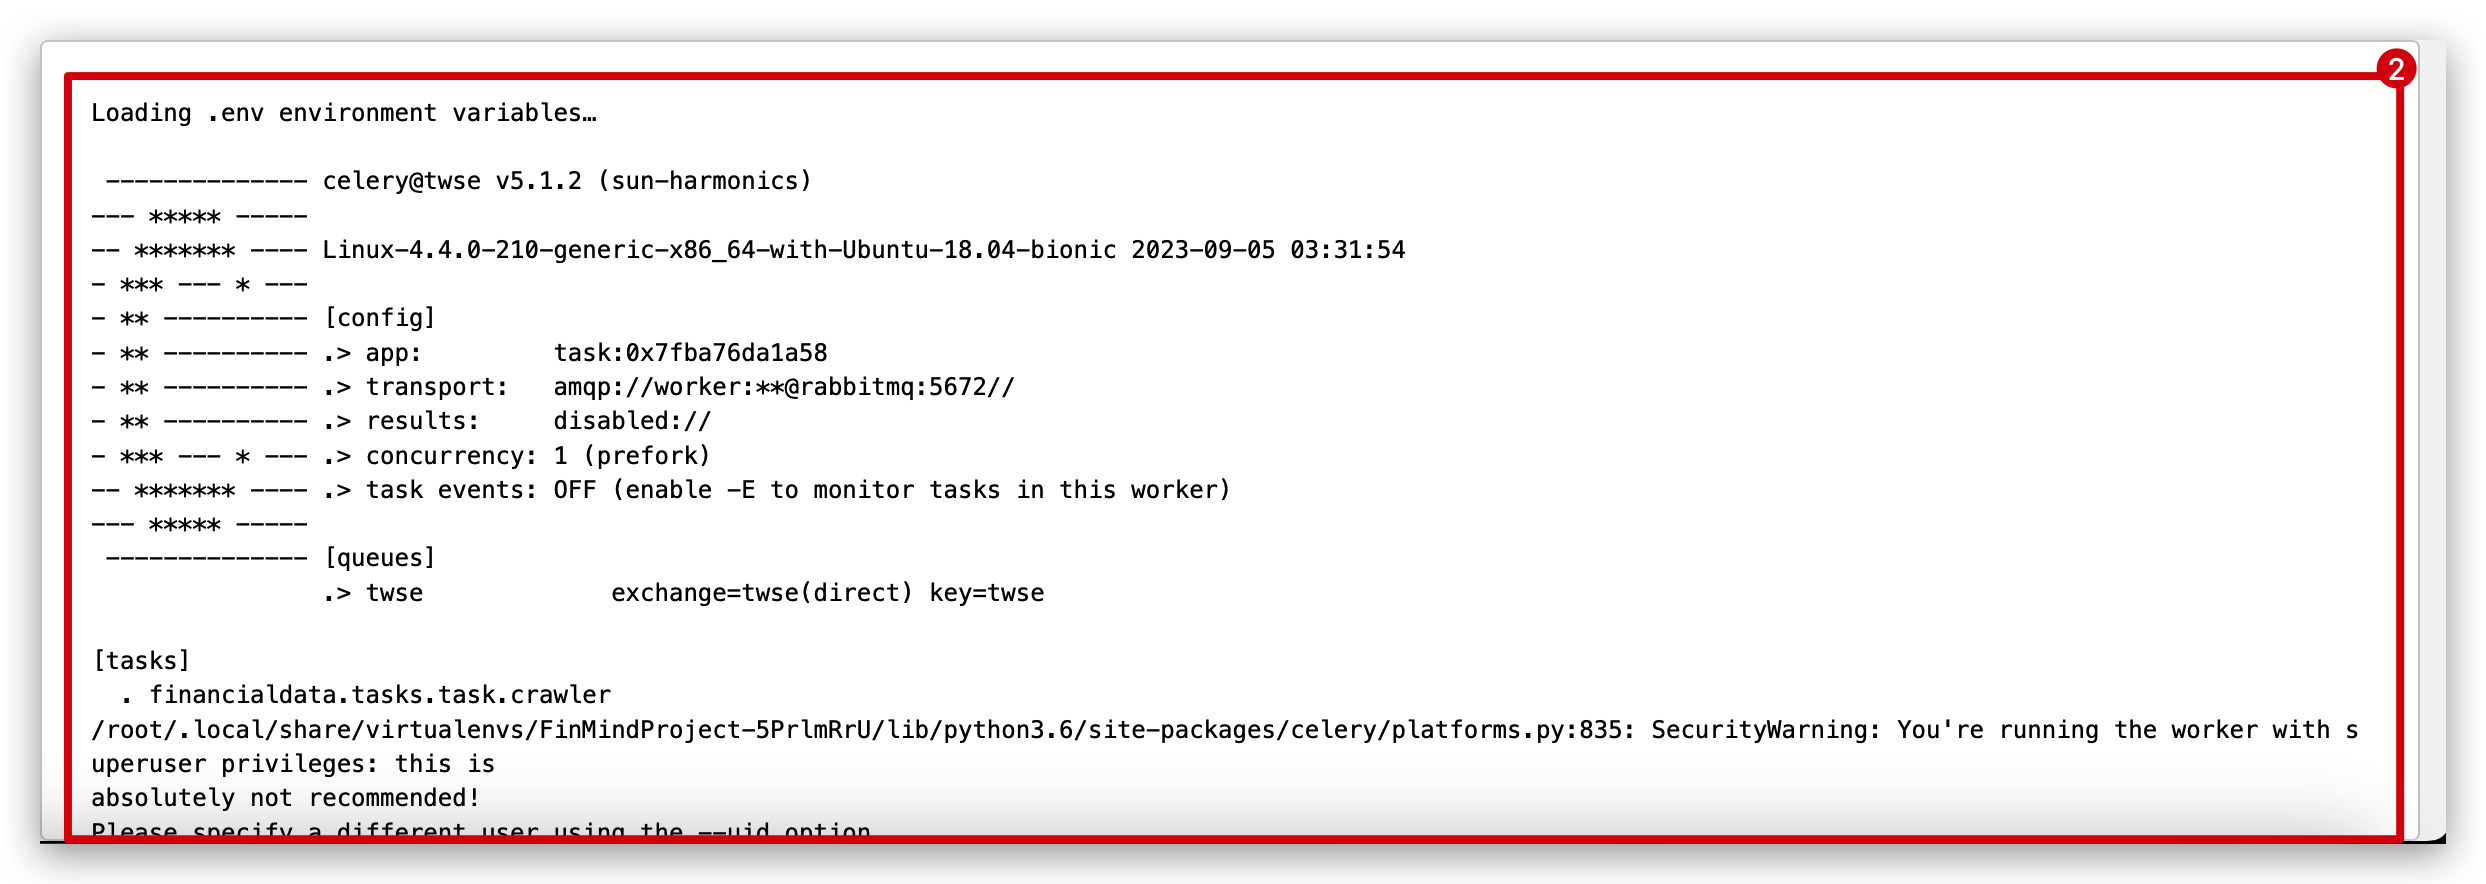 2
Loading .env environment variables…
 -------------- celery@twse v5.1.2 (sun-harmonics)
--- ***** -----
-- ******* ---- Linux-4.4.0-210-generic-x86_64-with-Ubuntu-18.04-bionic 2023-09-05 03:31:54
- *** --- * ---
- ** ---------- [config]
- ** ---------- .> app:         task:0x7fba76da1a58
- ** ---------- .> transport:   amqp://worker:**@rabbitmq:5672//
- ** ---------- .> results:     disabled://
- *** --- * --- .> concurrency: 1 (prefork)
-- ******* ---- .> task events: OFF (enable -E to monitor tasks in this worker)
--- ***** -----
 -------------- [queues]
                .> twse             exchange=twse(direct) key=twse
[tasks]
  . financialdata.tasks.task.crawler
/root/.local/share/virtualenvs/FinMindProject-5PrlmRrU/lib/python3.6/site-packages/celery/platforms.py:835: SecurityWarning: You're running the worker with s
uperuser privileges: this is
absolutely not recommended!
Please specify a different user using the --uid option